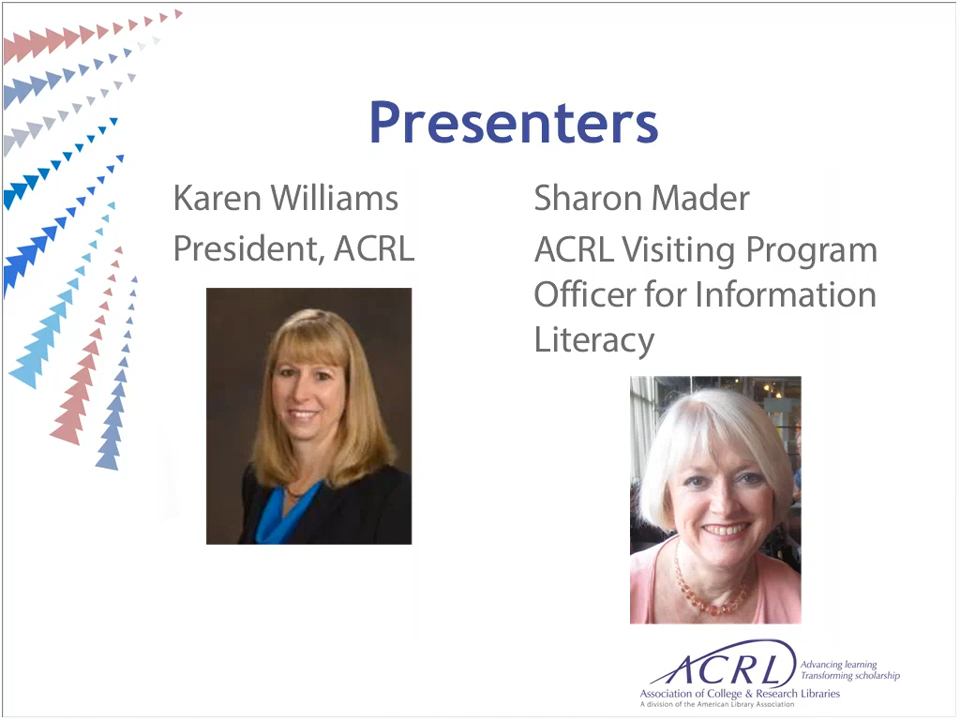 Presenters
Karen Williams
President, ACRL
Sharon Mader
ACRL Visiting Program
Officer for Information
Literacy
ACRL
Advancing learning
Transforming scholarship
Association of College & Research Libraries
A division of the American Library Association